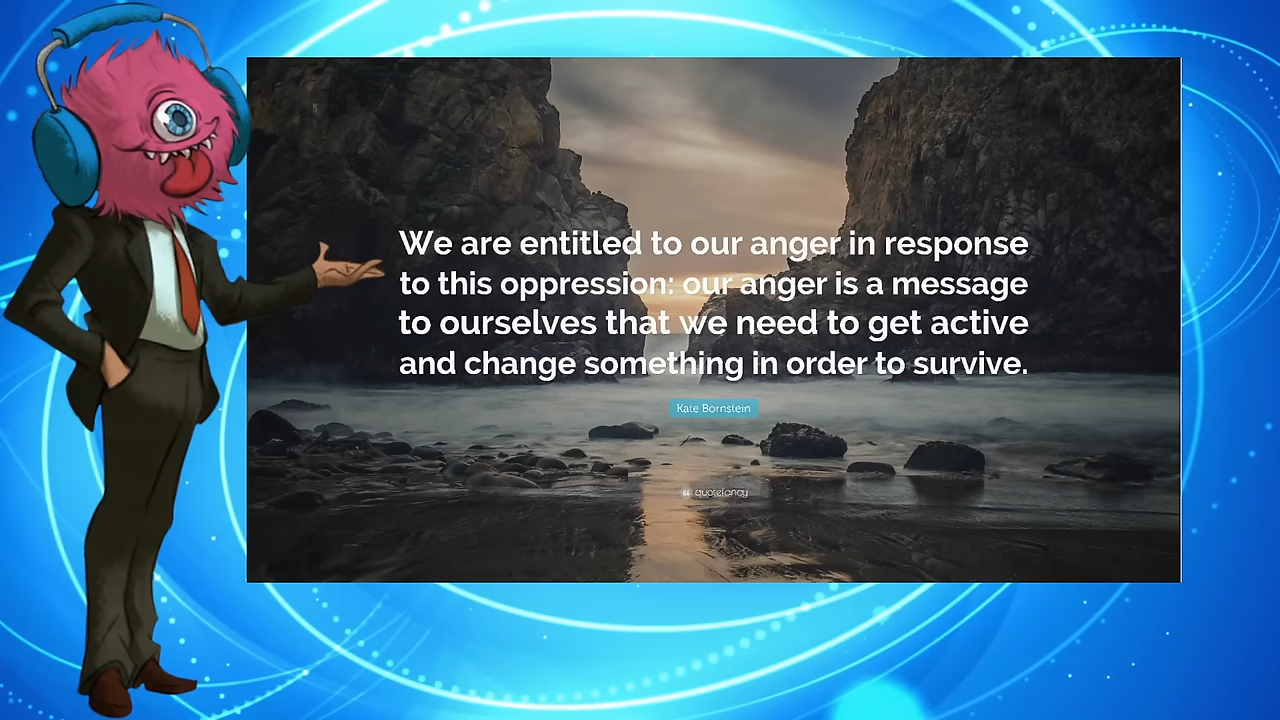 We are entitled to our anger in response
to this oppression: our anger is a message
to ourselves that we need to get active
and change something in order to survive.
Kate Bornstein
quotefancy